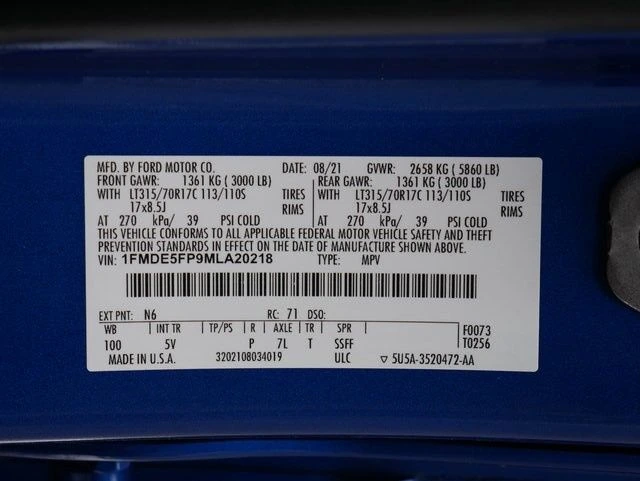 MFD. BY FORD MOTOR CO. DATE: 08/21 GVWR: 2658 KG ( 5860 LB)
FRONT GAWR: 1361 KG ( 3000 LB) REAR GAWR: 1361 KG ( 3000 LB)
WITH LT315/70R17C 113/110S TIRES WITH LT315/70R17C 113/110S TIRES
17x8.5J RIMS 17x8.5J RIMS
AT 270 kPa/ 39 PSI COLD AT 270 kPa/ 39 PSI COLD
THIS VEHICLE CONFORMS TO ALL APPLICABLE FEDERAL MOTOR VEHICLE SAFETY AND THEFT
PREVENTION STANDARDS IN EFFECT ON THE DATE OF MANUFACTURE SHOWN ABOVE.
VIN: 1FMDE5FP9MLA20218 TYPE: MPV
EXT PNT: N6 RC: 71 DSO:
WB INT TR TP/PS R AXLE TR SPR F0073
100 5V P 7L T SSFF T0256
MADE IN U.S.A. 3202108034019 ULC ▽ 5U5A-3520472-AA